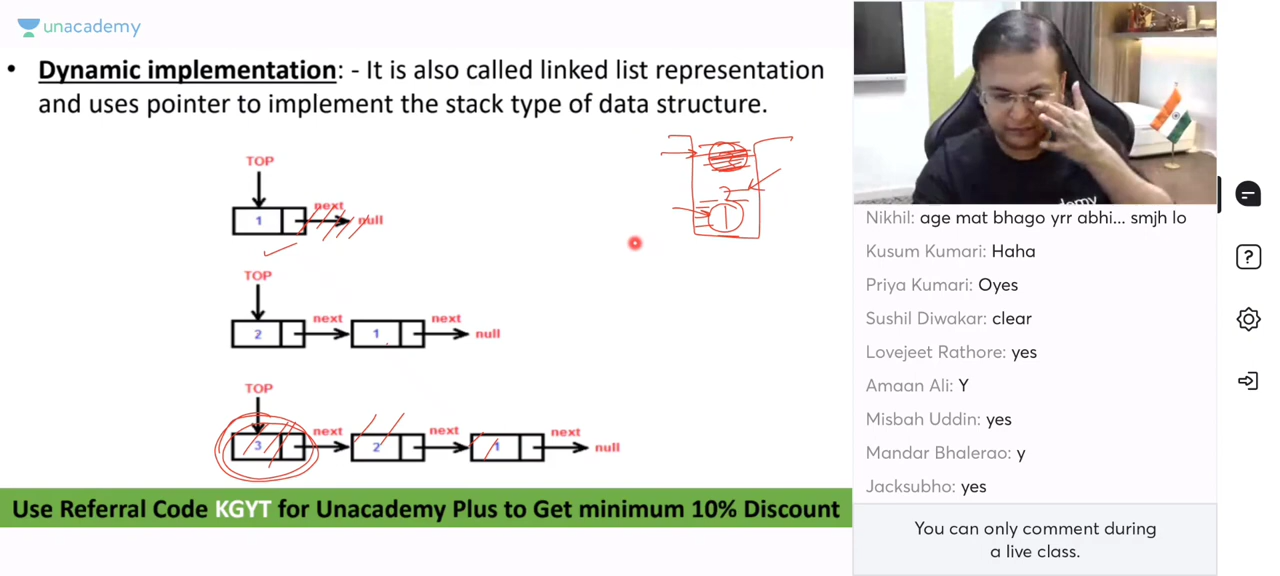 unacademy
• Dynamic implementation: - It is also called linked list representation
and uses pointer to implement the stack type of data structure.
TOP
next
1
null
TOP
next
next
2
1
null
TOP
next
next
next
3
2
1
null
2
1
Use Referral Code KGYT for Unacademy Plus to Get minimum 10% Discount
Nikhil: age mat bhago yrr abhi... smjh lo
Kusum Kumari: Haha
Priya Kumari: Oyes
Sushil Diwakar: clear
Lovejeet Rathore: yes
Amaan Ali: Y
Misbah Uddin: yes
Mandar Bhalerao: y
Jacksubho: yes
You can only comment during
a live class.
?